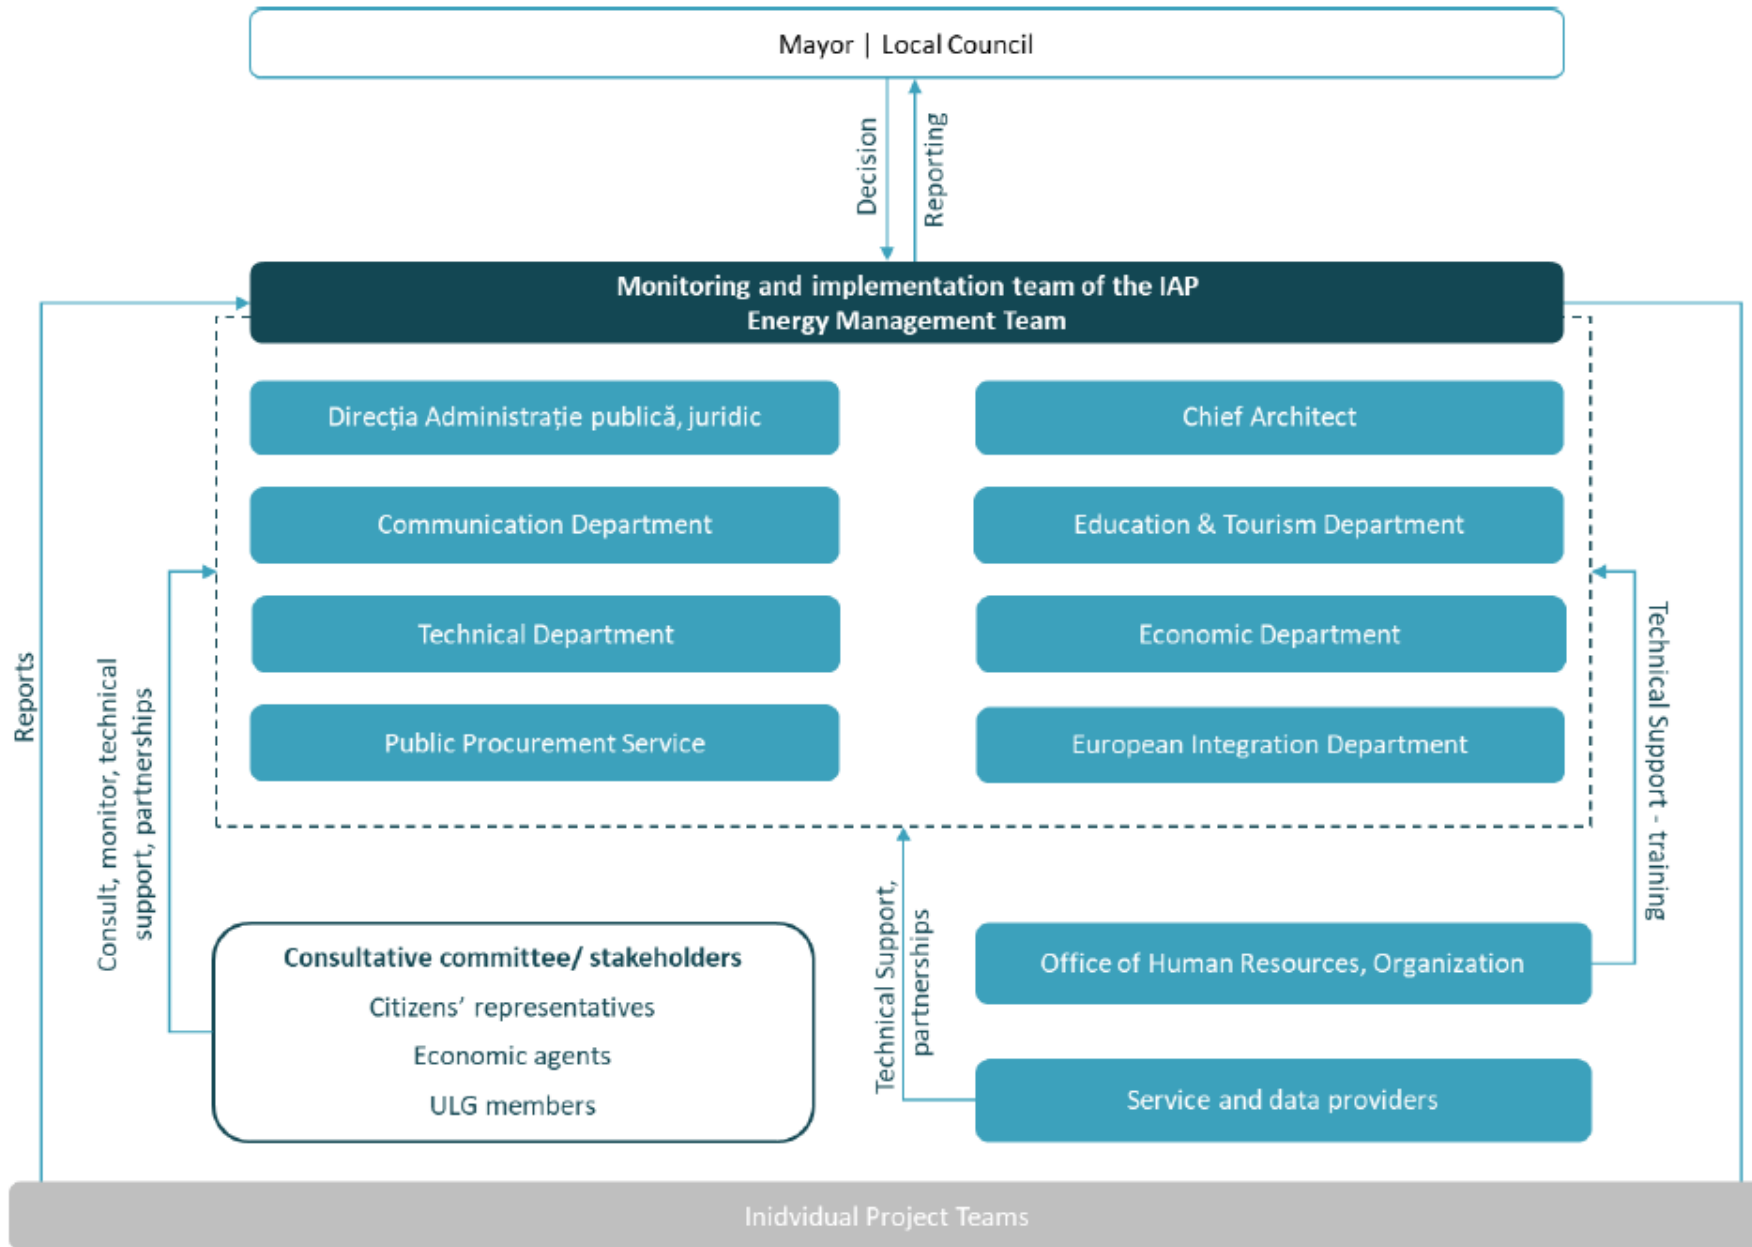 Mayor | Local Council
Decision
Reporting
Monitoring and implementation team of the IAP
Energy Management Team
Direcția Administrație publică, juridic
Chief Architect
Communication Department
Education & Tourism Department
Technical Department
Economic Department
Public Procurement Service
European Integration Department
Reports
Consult, monitor, technical
support, partnerships
Technical Support - training
Technical Support,
partnerships
Consultative committee/ stakeholders
Citizens’ representatives
Economic agents
ULG members
Office of Human Resources, Organization
Service and data providers
Inidvidual Project Teams